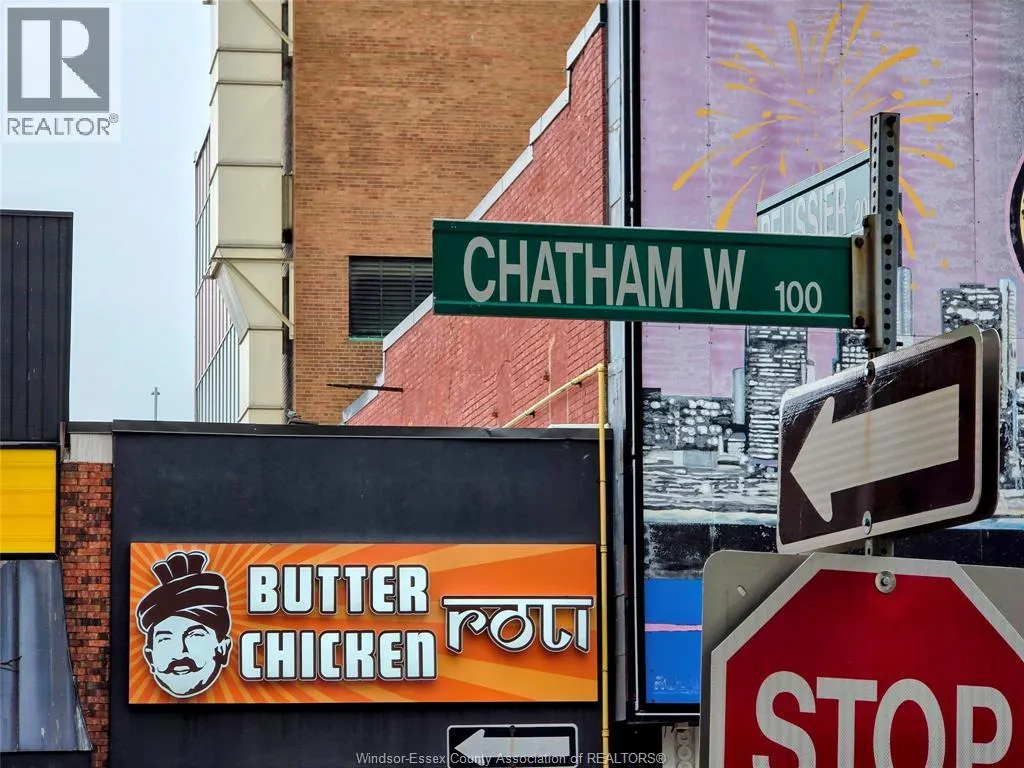 REALTOR®
PELISSIER
CHATHAM W 100
BUTTER
CHICKEN
roti
STOP
Windsor-Essex County Association of REALTORS®